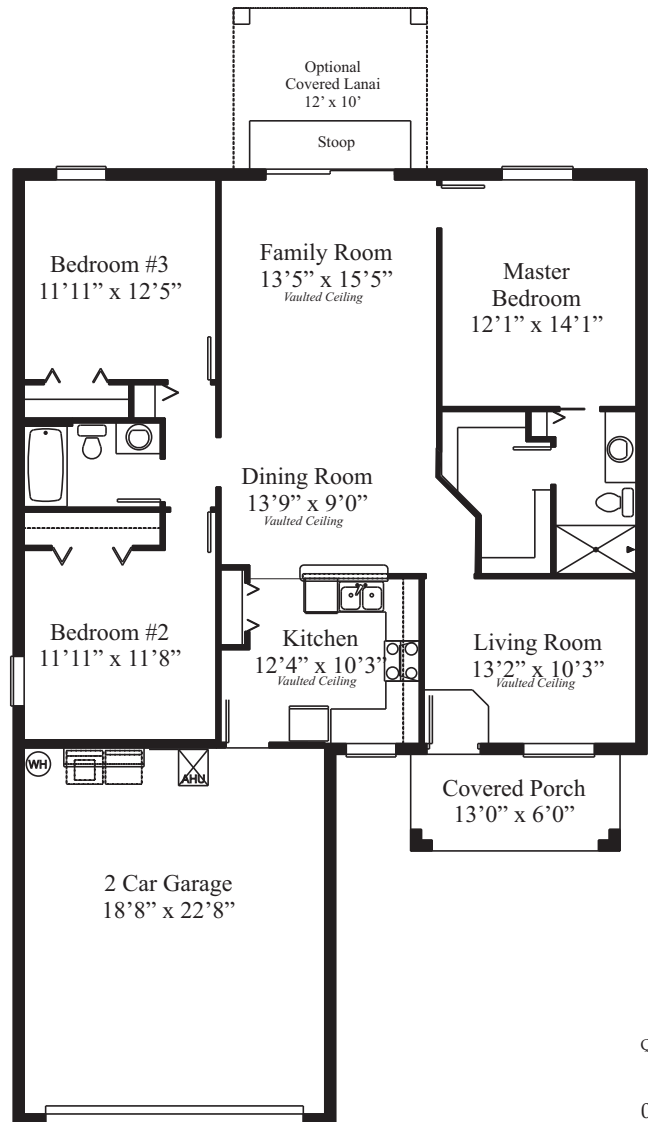 Optional
Covered Lanai
12’ x 10’
Stoop
Bedroom #3
11’11” x 12’5”
Family Room
13’5” x 15’5”
Vaulted Ceiling
Master
Bedroom
12’1” x 14’1”
Dining Room
13’9” x 9’0”
Vaulted Ceiling
Bedroom #2
11’11” x 11’8”
Kitchen
12’4” x 10’3”
Vaulted Ceiling
Living Room
13’2” x 10’3”
Vaulted Ceiling
WH
AHU
Covered Porch
13’0” x 6’0”
2 Car Garage
18’8” x 22’8”